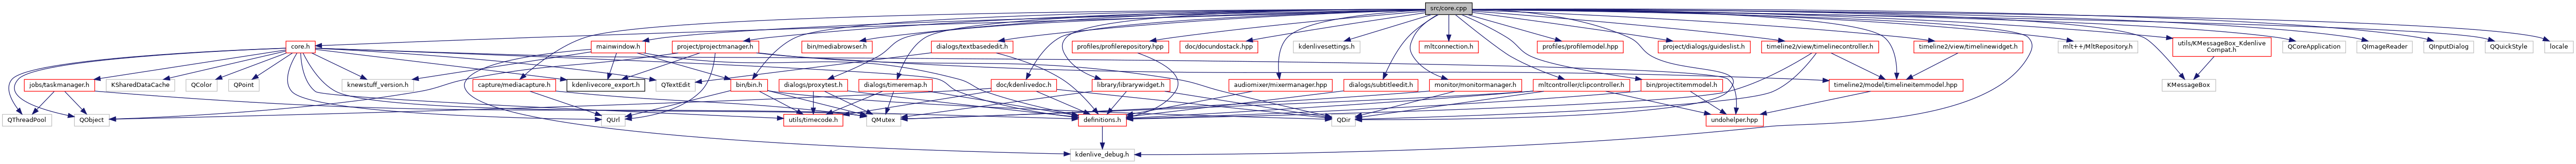 src/core.cpp
core.h
mainwindow.h
project/projectmanager.h
bin/mediabrowser.h
dialogs/textbasededit.h
profiles/profilerepository.hpp
doc/docundostack.hpp
kdenlivesettings.h
mltconnection.h
profiles/profilemodel.hpp
project/dialogs/guideslist.h
timeline2/view/timelinecontroller.h
timeline2/view/timelinewidget.h
mlt++/MltRepository.h
utils/KMessageBox_Kdenlive
Compat.h
QCoreApplication
QImageReader
QInputDialog
QQuickStyle
locale
jobs/taskmanager.h
KSharedDataCache
QColor
QPoint
knewstuff_version.h
capture/mediacapture.h
kdenlivecore_export.h
QTextEdit
bin/bin.h
dialogs/proxytest.h
dialogs/timeremap.h
doc/kdenlivedoc.h
library/librarywidget.h
audiomixer/mixermanager.hpp
dialogs/subtitleedit.h
monitor/monitormanager.h
mltcontroller/clipcontroller.h
bin/projectitemmodel.h
timeline2/model/timelineitemmodel.hpp
KMessageBox
QThreadPool
QObject
QUrl
utils/timecode.h
QMutex
definitions.h
QDir
undohelper.hpp
kdenlive_debug.h